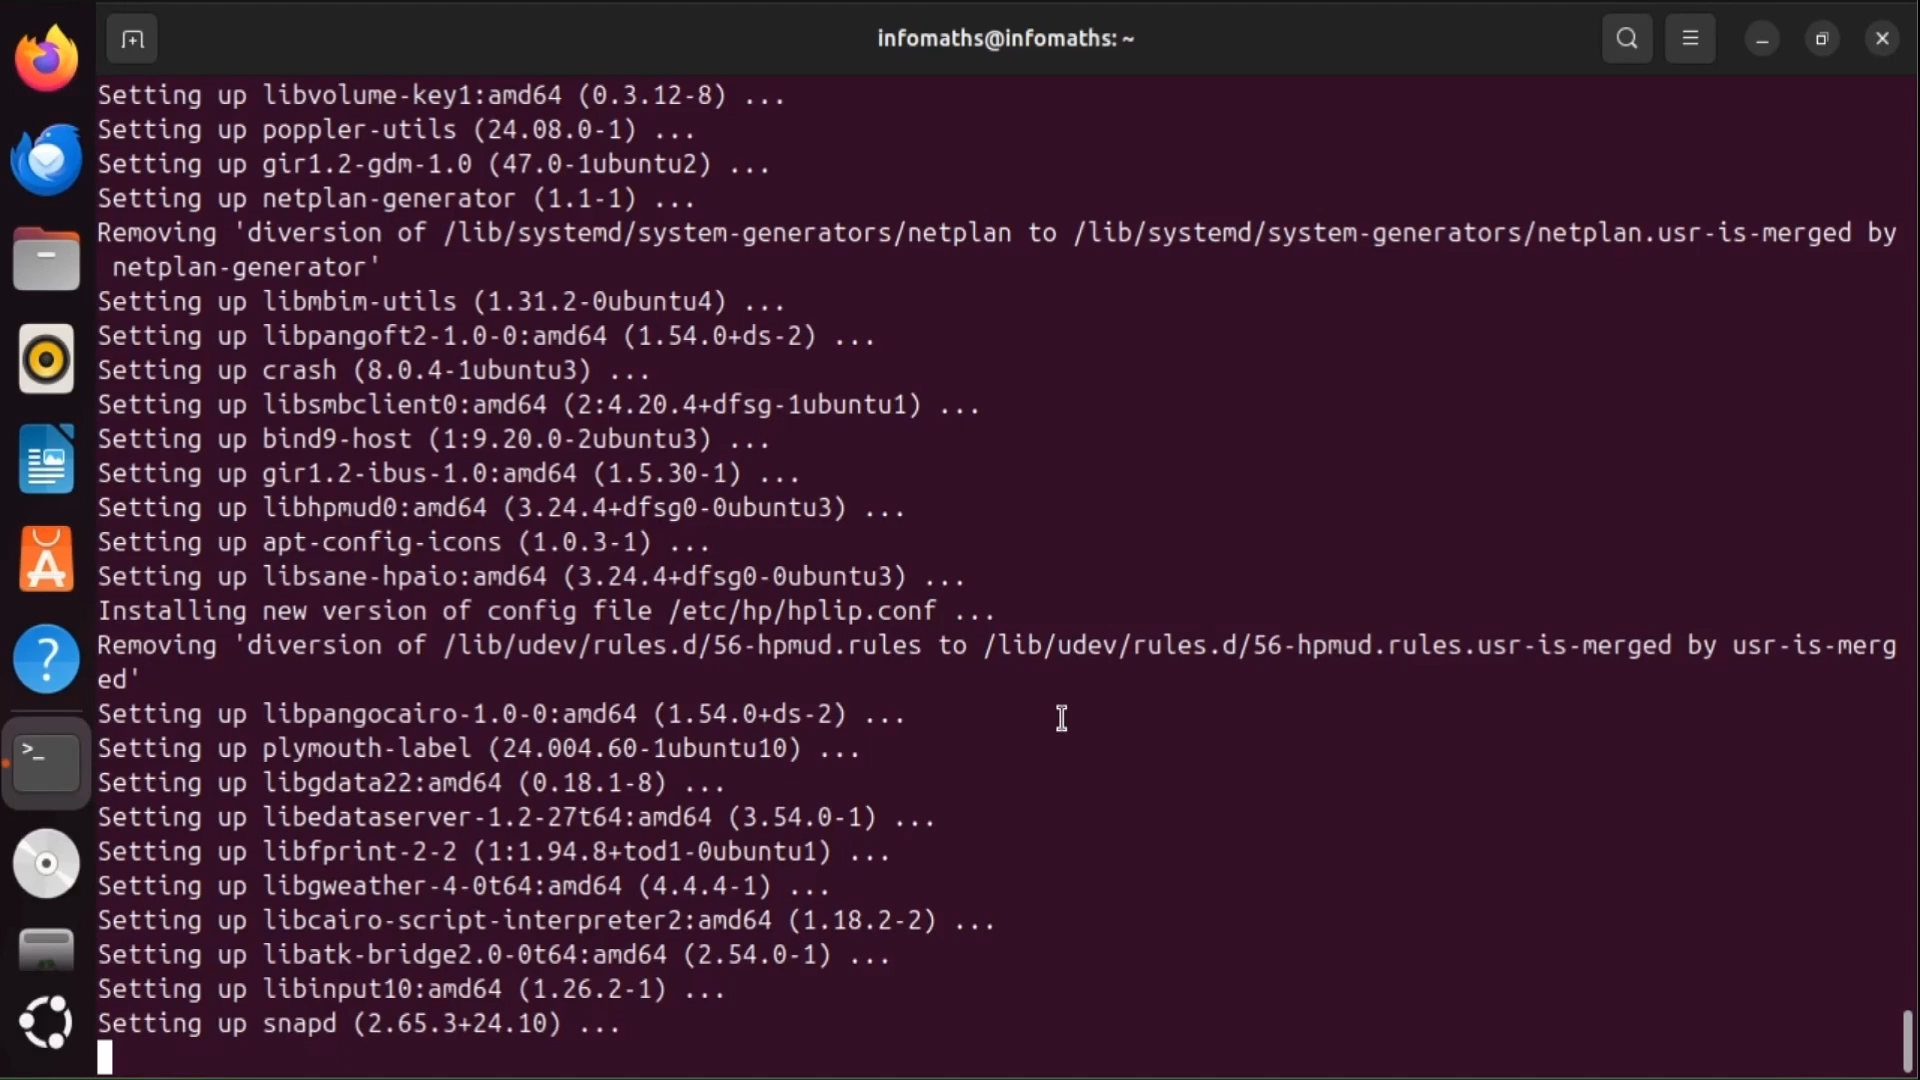 infomaths@infomaths: ~
Setting up libvolume-key1:amd64 (0.3.12-8) ...
Setting up poppler-utils (24.08.0-1) ...
Setting up gir1.2-gdm-1.0 (47.0-1ubuntu2) ...
Setting up netplan-generator (1.1-1) ...
Removing 'diversion of /lib/systemd/system-generators/netplan to /lib/systemd/system-generators/netplan.usr-is-merged by
netplan-generator'
Setting up libmbim-utils (1.31.2-0ubuntu4) ...
Setting up libpangoft2-1.0-0:amd64 (1.54.0+ds-2) ...
Setting up crash (8.0.4-1ubuntu3) ...
Setting up libsmbclient0:amd64 (2:4.20.4+dfsg-1ubuntu1) ...
Setting up bind9-host (1:9.20.0-2ubuntu3) ...
Setting up gir1.2-ibus-1.0:amd64 (1.5.30-1) ...
Setting up libhpmud0:amd64 (3.24.4+dfsg0-0ubuntu3) ...
Setting up apt-config-icons (1.0.3-1) ...
Setting up libsane-hpaio:amd64 (3.24.4+dfsg0-0ubuntu3) ...
Installing new version of config file /etc/hp/hplip.conf ...
Removing 'diversion of /lib/udev/rules.d/56-hpmud.rules to /lib/udev/rules.d/56-hpmud.rules.usr-is-merged by usr-is-merg
ed'
Setting up libpangocairo-1.0-0:amd64 (1.54.0+ds-2) ...
Setting up plymouth-label (24.004.60-1ubuntu10) ...
Setting up libgdata22:amd64 (0.18.1-8) ...
Setting up libedataserver-1.2-27t64:amd64 (3.54.0-1) ...
Setting up libfprint-2-2 (1:1.94.8+tod1-0ubuntu1) ...
Setting up libgweather-4-0t64:amd64 (4.4.4-1) ...
Setting up libcairo-script-interpreter2:amd64 (1.18.2-2) ...
Setting up libatk-bridge2.0-0t64:amd64 (2.54.0-1) ...
Setting up libinput10:amd64 (1.26.2-1) ...
Setting up snapd (2.65.3+24.10) ...